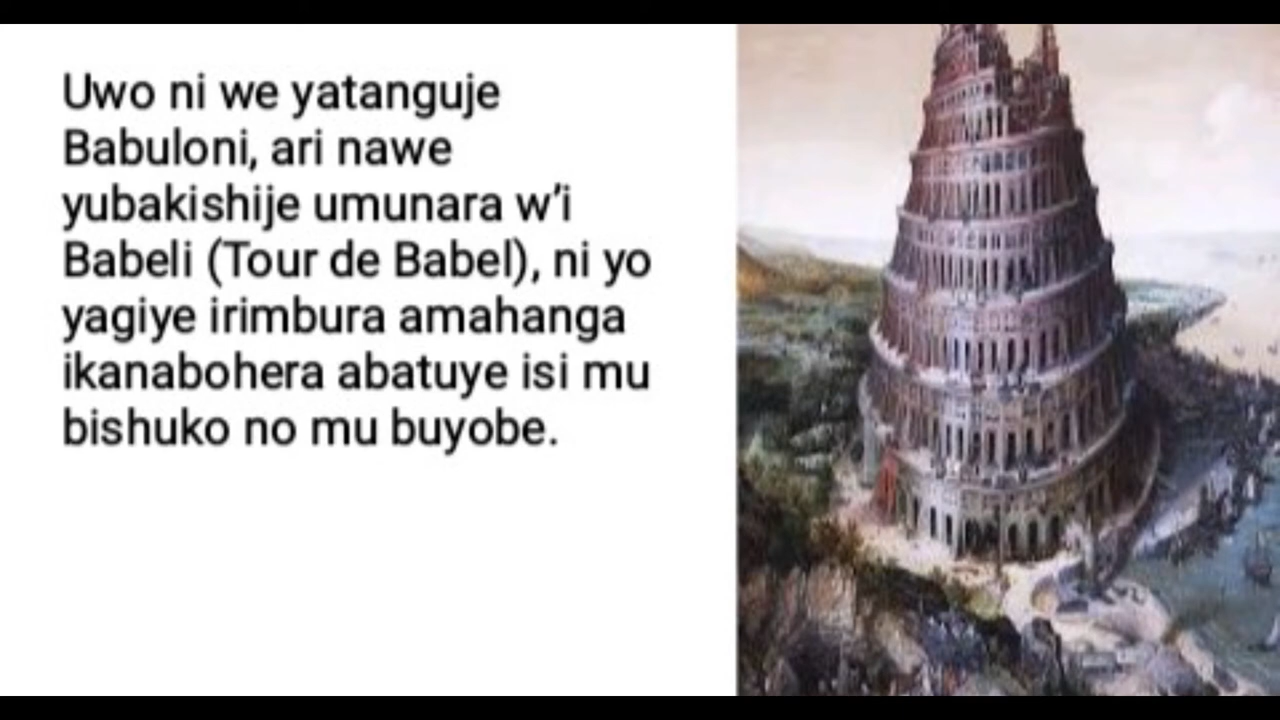 Uwo ni we yatanguje
Babuloni, ari nawe
yubakishije umunara w’i
Babeli (Tour de Babel), ni yo
yagiye irimbura amahanga
ikanabohera abatuye isi mu
bishuko no mu buyobe.